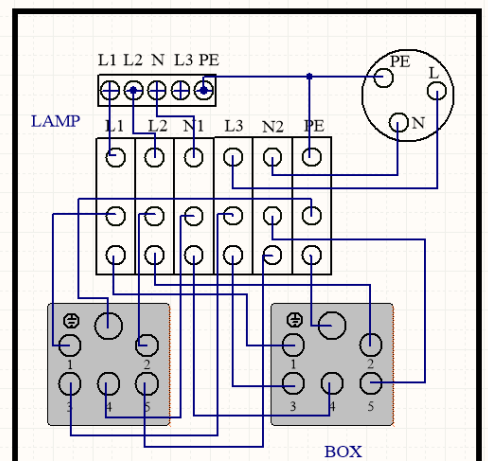 L1 L2 N L3 PE
PE
L
N
LAMP
L1 L2 N1 L3 N2 PE
1 2
3 4 5
1 2
3 4 5
BOX